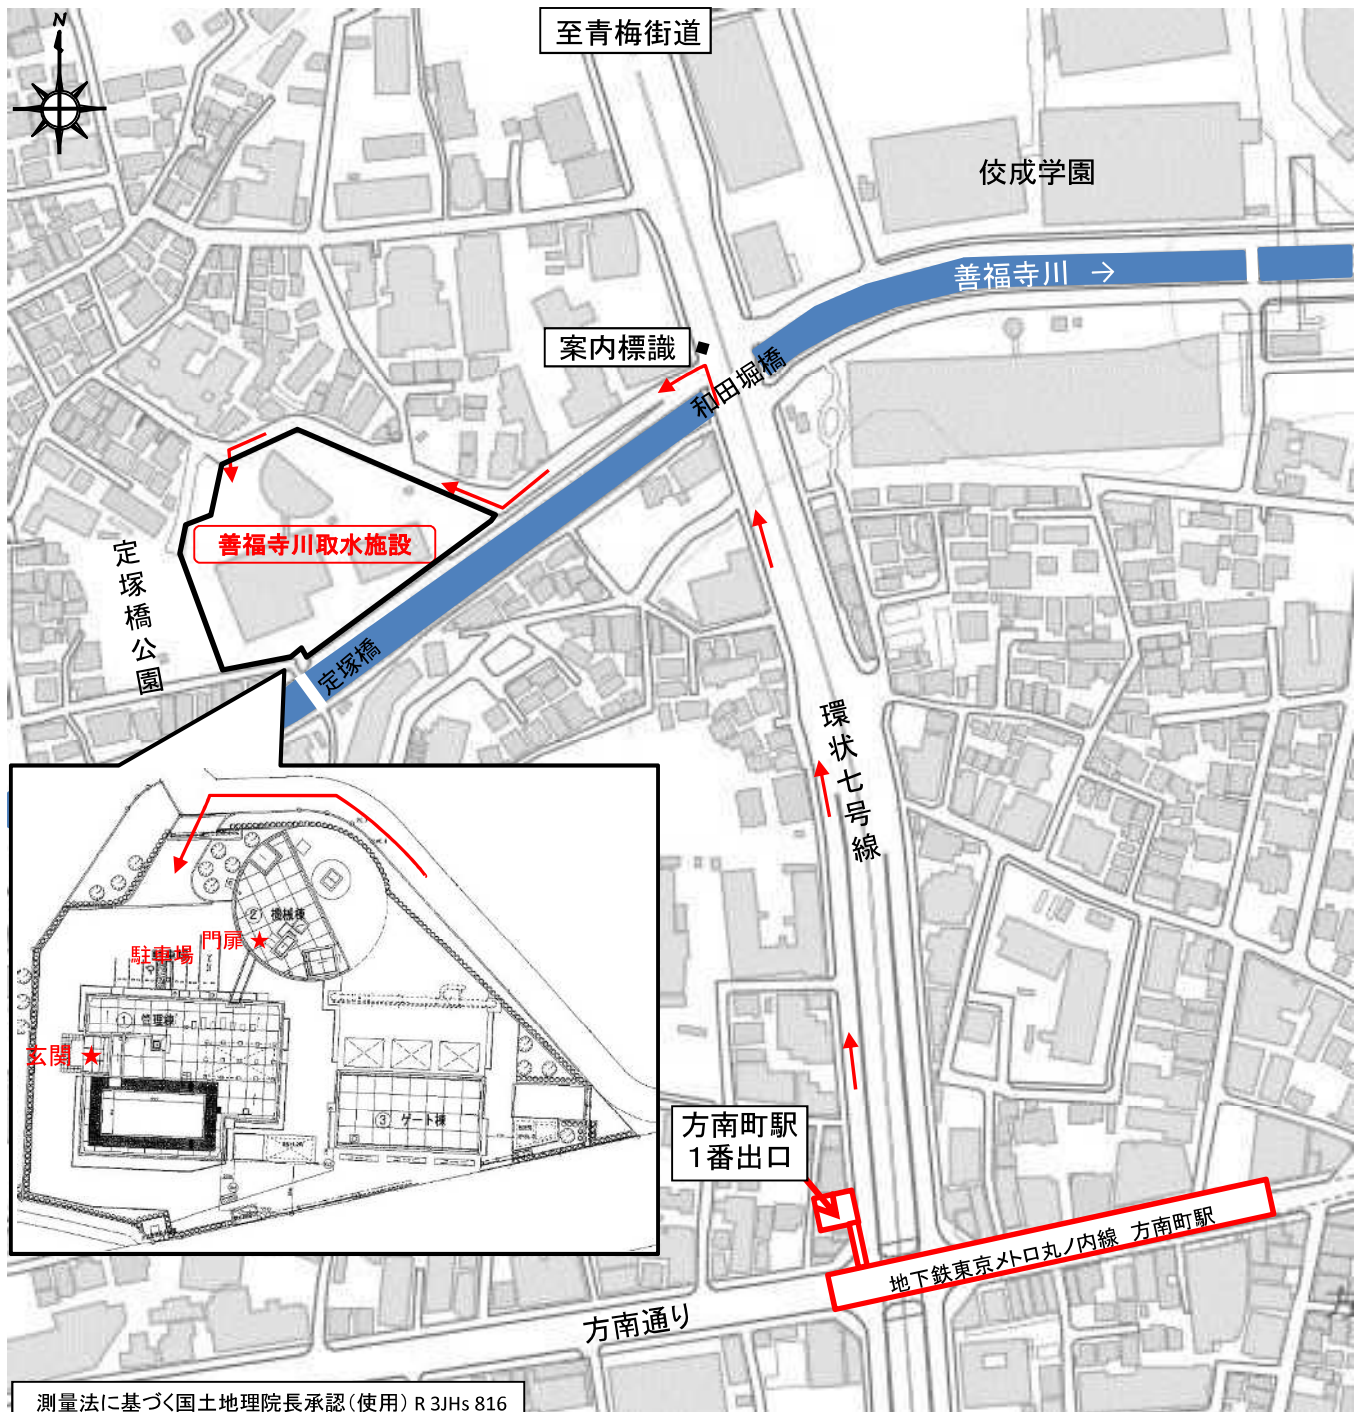 N
至青梅街道
佼成学園
善福寺川 →
案内標識
和田堀橋
善福寺川取水施設
定塚橋公園
定塚橋
環状七号線
② 機械棟
門扉 ★
駐車場
① 管理棟
玄関 ★
③ ゲート棟
方南町駅
1番出口
地下鉄東京メトロ丸ノ内線 方南町駅
方南通り
測量法に基づく国土地理院長承認(使用) R 3JHs 816